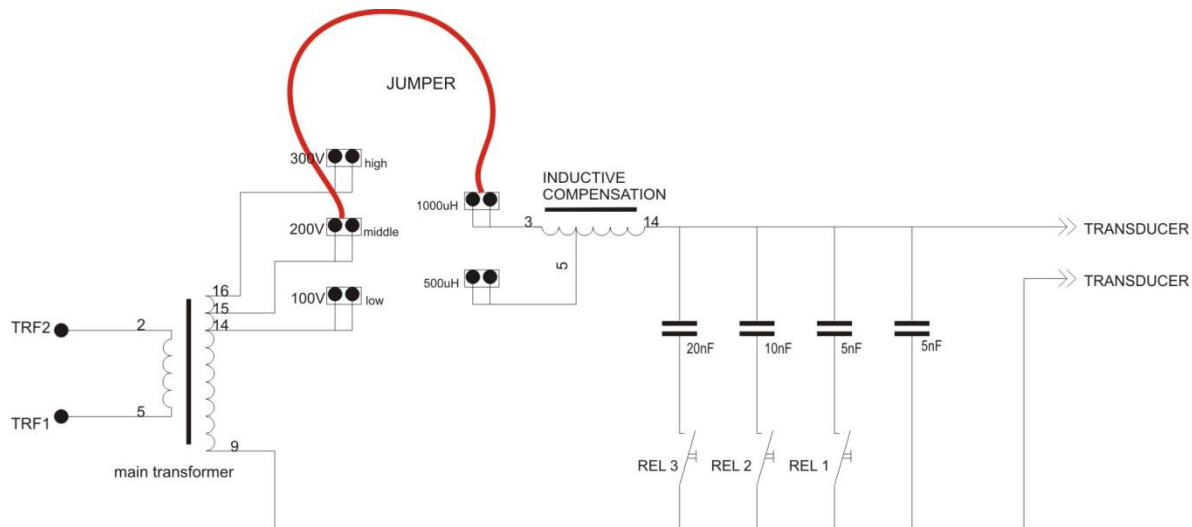 JUMPER
300V
high
INDUCTIVE
COMPENSATION
1000uH
3
14
TRANSDUCER
200V
middle
5
500uH
TRANSDUCER
16
100V
low
15
14
TRF2
2
20nF
10nF
5nF
5nF
TRF1
5
9
main transformer
REL 3
REL 2
REL 1